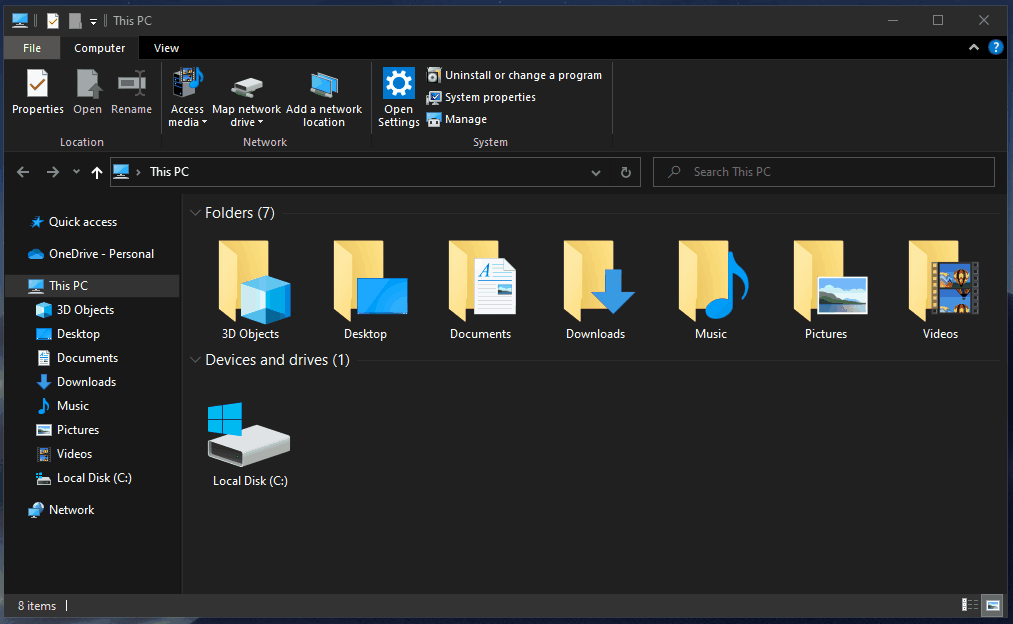 This PC
File Computer View
Properties Open Rename Access media Map network drive Add a network location Open Settings
Uninstall or change a program
System properties
Manage
Location Network System
This PC
Search This PC
Quick access
OneDrive - Personal
This PC
3D Objects
Desktop
Documents
Downloads
Music
Pictures
Videos
Local Disk (C:)
Network
Folders (7)
3D Objects Desktop Documents Downloads Music Pictures Videos
Devices and drives (1)
Local Disk (C:)
8 items